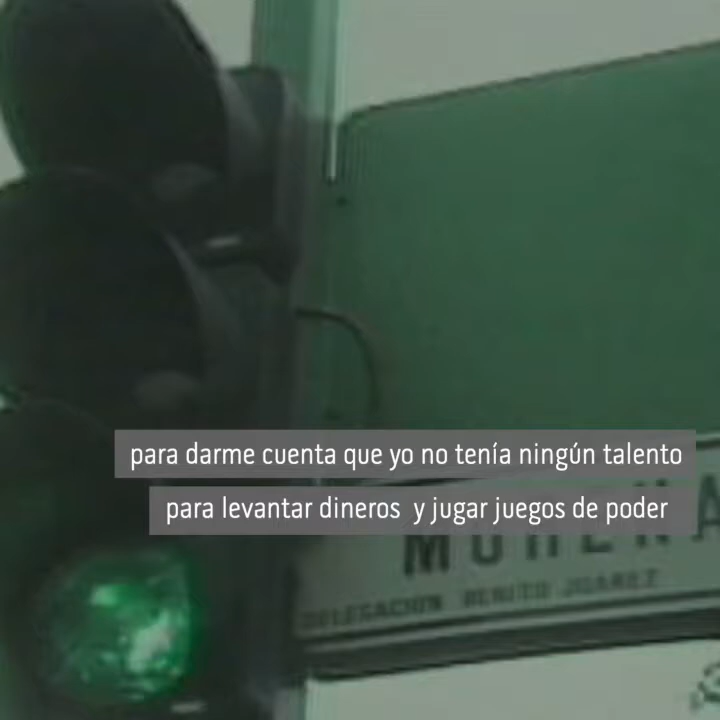 para darme cuenta que yo no tenía ningún talento
para levantar dineros y jugar juegos de poder
DELEGACION BENITO JUAREZ